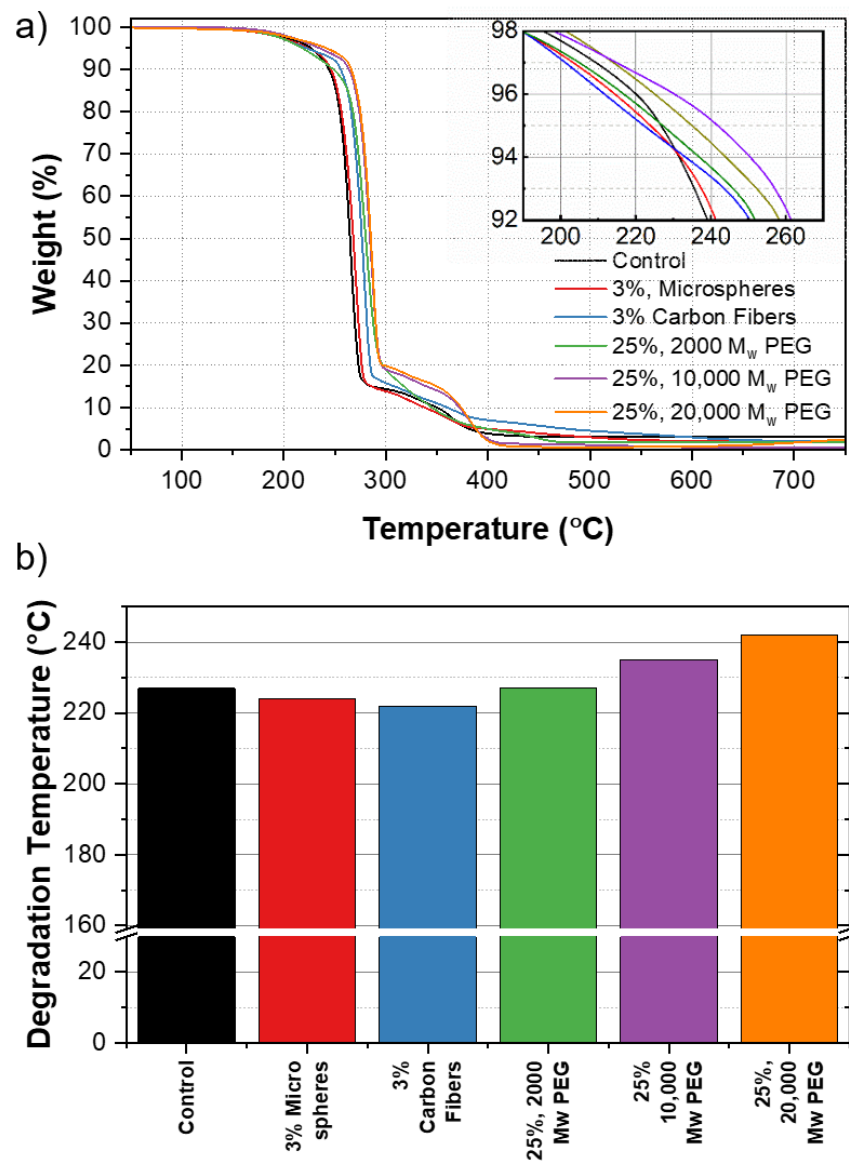 a)
Weight (%)
100
90
80
70
60
50
40
30
20
10
0
98
96
94
92
200
220
240
260
Control
3%, Microspheres
3% Carbon Fibers
25%, 2000 Mw PEG
25%, 10,000 Mw PEG
25%, 20,000 Mw PEG
100
200
300
400
500
600
700
Temperature (°C)
b)
Degradation Temperature (°C)
240
220
200
180
160
20
0
Control
3% Micro
spheres
3%
Carbon
Fibers
25%, 2000
Mw PEG
25%
10,000
Mw PEG
25%,
20,000
Mw PEG